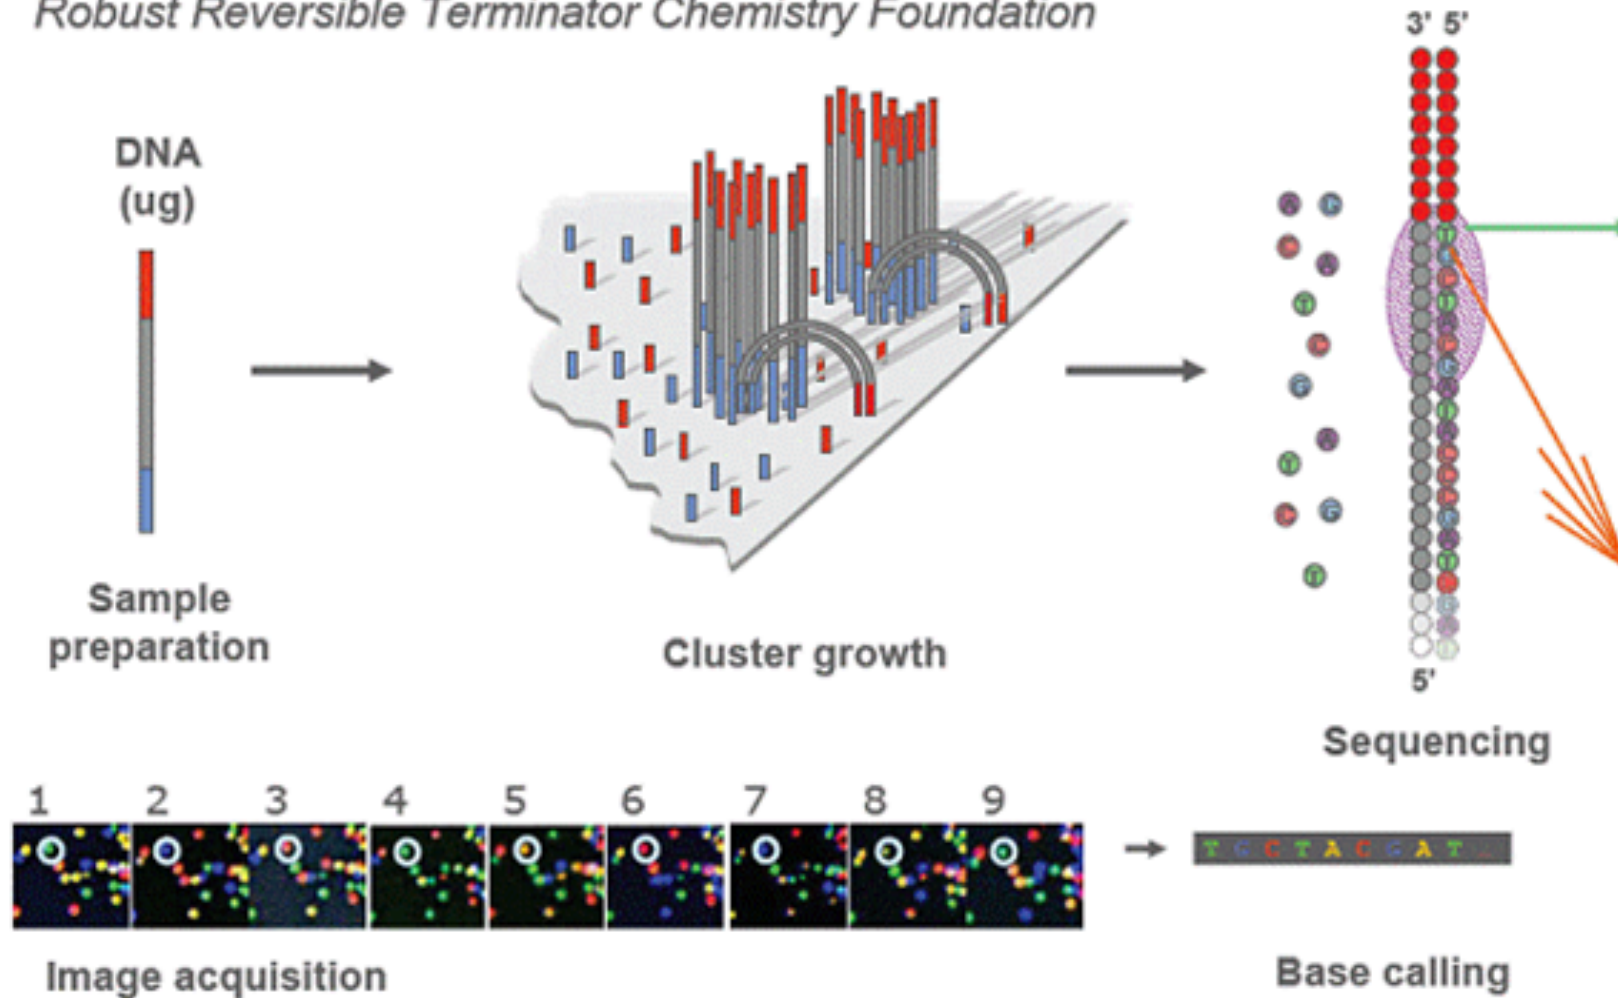 Robust Reversible Terminator Chemistry Foundation
3' 5'
DNA
(ug)
A G
C
A
T
C
G
A
T
C G
T
5'
Sample
preparation
Cluster growth
Sequencing
1 2 3 4 5 6 7 8 9
T G C T A C G A T ...
Image acquisition
Base calling